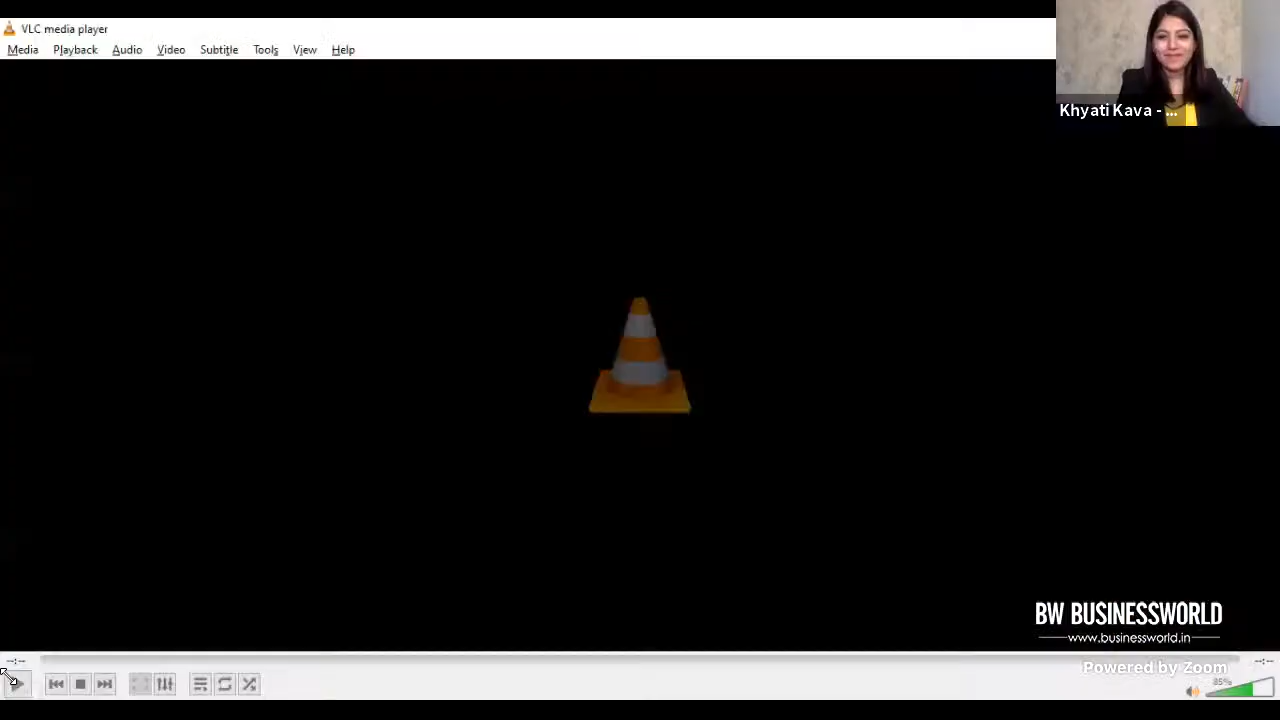 VLC media player
Media Playback Audio Video Subtitle Tools View Help
Khyati Kava - ...
BW BUSINESSWORLD
www.businessworld.in
--:-- --:--
Powered by Zoom
85%